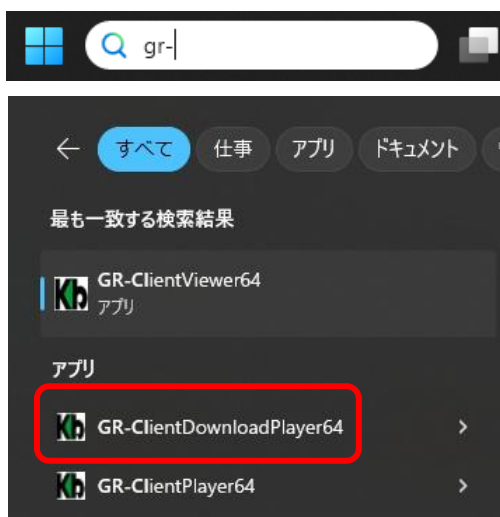 gr-
すべて 仕事 アプリ ドキュメント
最も一致する検索結果
GR-ClientViewer64
アプリ
アプリ
GR-ClientDownloadPlayer64
GR-ClientPlayer64